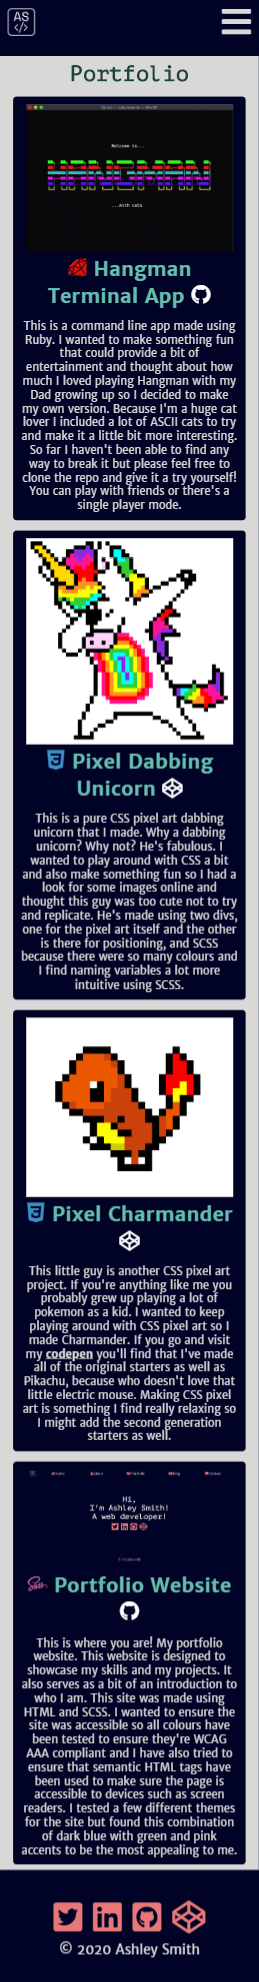 AS
</>
Portfolio
Welcome to...
HANGMAN
...with cats
Hangman
Terminal App
This is a command line app made using
Ruby. I wanted to make something fun
that could provide a bit of
entertainment and thought about how
much I loved playing Hangman with my
Dad growing up so I decided to make
my own version. Because I'm a huge cat
lover I included a lot of ASCII cats to try
and make it a little bit more interesting.
So far I haven't been able to find any
way to break it but please feel free to
clone the repo and give it a try yourself!
You can play with friends or there's a
single player mode.
3 Pixel Dabbing
Unicorn
This is a pure CSS pixel art dabbing
unicorn that I made. Why a dabbing
unicorn? Why not? He's fabulous. I
wanted to play around with CSS a bit
and also make something fun so I had a
look for some images online and
thought this guy was too cute not to try
and replicate. He's made using two divs,
one for the pixel art itself and the other
is there for positioning, and SCSS
because there were so many colours and
I find naming variables a lot more
intuitive using SCSS.
3 Pixel Charmander
This little guy is another CSS pixel art
project. If you're anything like me you
probably grew up playing a lot of
pokemon as a kid. I wanted to keep
playing around with CSS pixel art so I
made Charmander. If you go and visit
my codepen you'll find that I've made
all of the original starters as well as
Pikachu, because who doesn't love that
little electric mouse. Making CSS pixel
art is something I find really relaxing so
I might add the second generation
starters as well.
Hi,
I'm Ashley Smith!
A web developer!
Sass Portfolio Website
This is where you are! My portfolio
website. This website is designed to
showcase my skills and my projects. It
also serves as a bit of an introduction to
who I am. This site was made using
HTML and SCSS. I wanted to ensure the
site was accessible so all colours have
been tested to ensure they're WCAG
AAA compliant and I have also tried to
ensure that semantic HTML tags have
been used to make sure the page is
accessible to devices such as screen
readers. I tested a few different themes
for the site but found this combination
of dark blue with green and pink
accents to be the most appealing to me.
in
© 2020 Ashley Smith